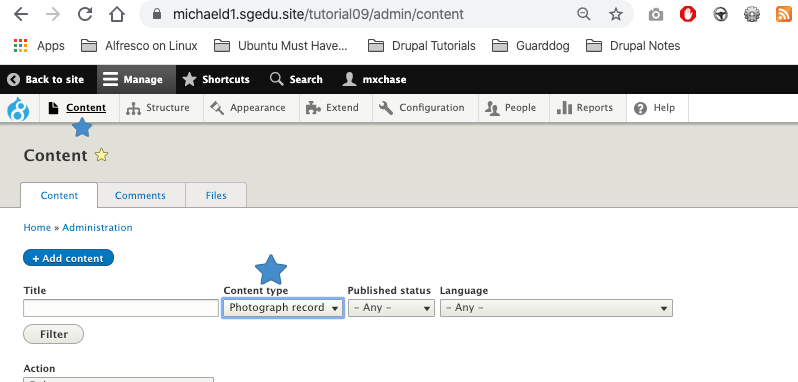 michaeld1.sgedu.site/tutorial09/admin/content
Apps Alfresco on Linux Ubuntu Must Have... Drupal Tutorials Guarddog Drupal Notes
Back to site Manage Shortcuts Search mxchase
Content Structure Appearance Extend Configuration People Reports Help
Content
Content Comments Files
Home » Administration
+ Add content
Title Content type Published status Language
Photograph record - Any - - Any -
Filter
Action